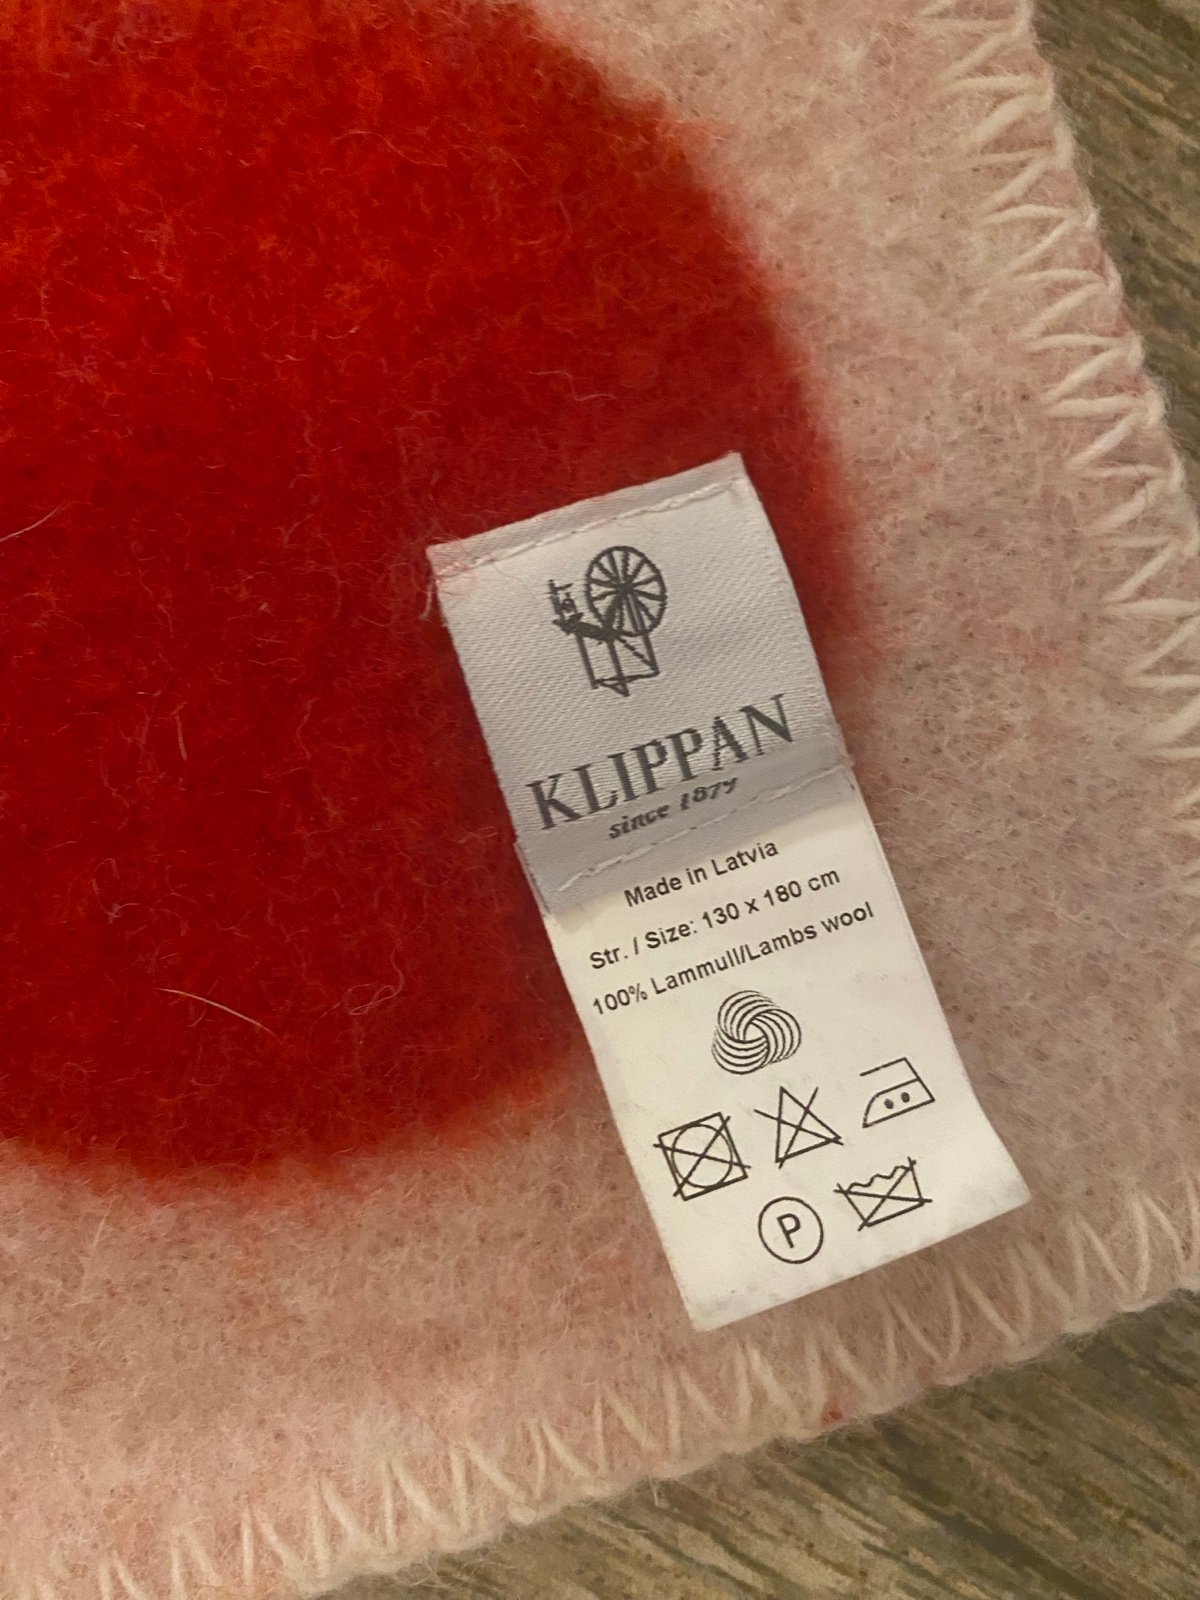 KLIPPAN
since 1879
Made in Latvia
Str. / Size: 130 x 180 cm
100% Lammull/Lambs wool
P